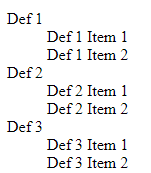 Def 1
Def 1 Item 1
Def 1 Item 2
Def 2
Def 2 Item 1
Def 2 Item 2
Def 3
Def 3 Item 1
Def 3 Item 2